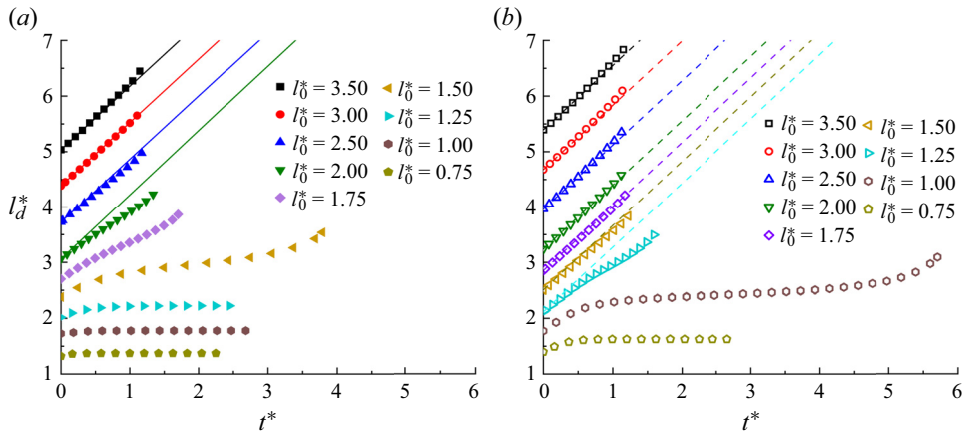 (a) (b)
7
6
5
4
3
2
1
l*d
l*0 = 3.50
l*0 = 3.00
l*0 = 2.50
l*0 = 2.00
l*0 = 1.75
l*0 = 1.50
l*0 = 1.25
l*0 = 1.00
l*0 = 0.75
0 1 2 3 4 5 6
t*
7
6
5
4
3
2
1
l*0 = 3.50
l*0 = 3.00
l*0 = 2.50
l*0 = 2.00
l*0 = 1.75
l*0 = 1.50
l*0 = 1.25
l*0 = 1.00
l*0 = 0.75
0 1 2 3 4 5 6
t*